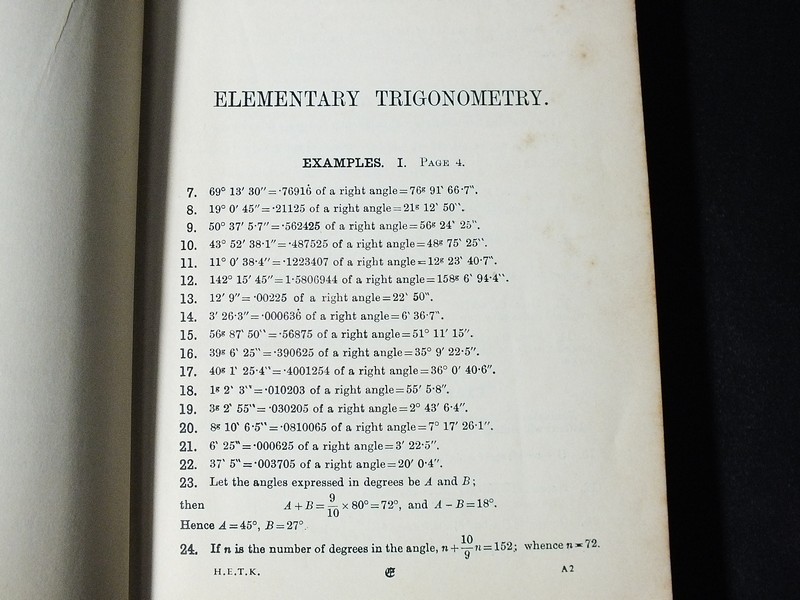 ELEMENTARY TRIGONOMETRY.
EXAMPLES. I. PAGE 4.
7. 69° 13′ 30″=·76916̇ of a right angle=76ᵍ 91‵ 66·7‶.
8. 19° 0′ 45″=·21125 of a right angle=21ᵍ 12‵ 50‶.
9. 50° 37′ 5·7″=·562425 of a right angle=56ᵍ 24‵ 25‶.
10. 43° 52′ 38·1″=·487525 of a right angle=48ᵍ 75‵ 25‶.
11. 11° 0′ 38·4″=·1223407 of a right angle=12ᵍ 23‵ 40·7‶.
12. 142° 15′ 45″=1·5806944 of a right angle=158ᵍ 6‵ 94·4‶.
13. 12′ 9″=·00225 of a right angle=22‵ 50‶.
14. 3′ 26·3″=·000636̇ of a right angle=6‵ 36·7‶.
15. 56ᵍ 87‵ 50‶=·56875 of a right angle=51° 11′ 15″.
16. 39ᵍ 6‵ 25‶=·390625 of a right angle=35° 9′ 22·5″.
17. 40ᵍ 1‵ 25·4‶=·4001254 of a right angle=36° 0′ 40·6″.
18. 1ᵍ 2‵ 3‶=·010203 of a right angle=55′ 5·8″.
19. 3ᵍ 2‵ 55‶=·030205 of a right angle=2° 43′ 6·4″.
20. 8ᵍ 10‵ 6·5‶=·0810065 of a right angle=7° 17′ 26·1″.
21. 6‵ 25‶=·000625 of a right angle=3′ 22·5″.
22. 37‵ 5‶=·003705 of a right angle=20′ 0·4″.
23. Let the angles expressed in degrees be A and B;
then A+B=9/10×80°=72°, and A−B=18°.
Hence A=45°, B=27°.
24. If n is the number of degrees in the angle, n+10/9 n=152; whence n=72.
H.E.T.K. E A2